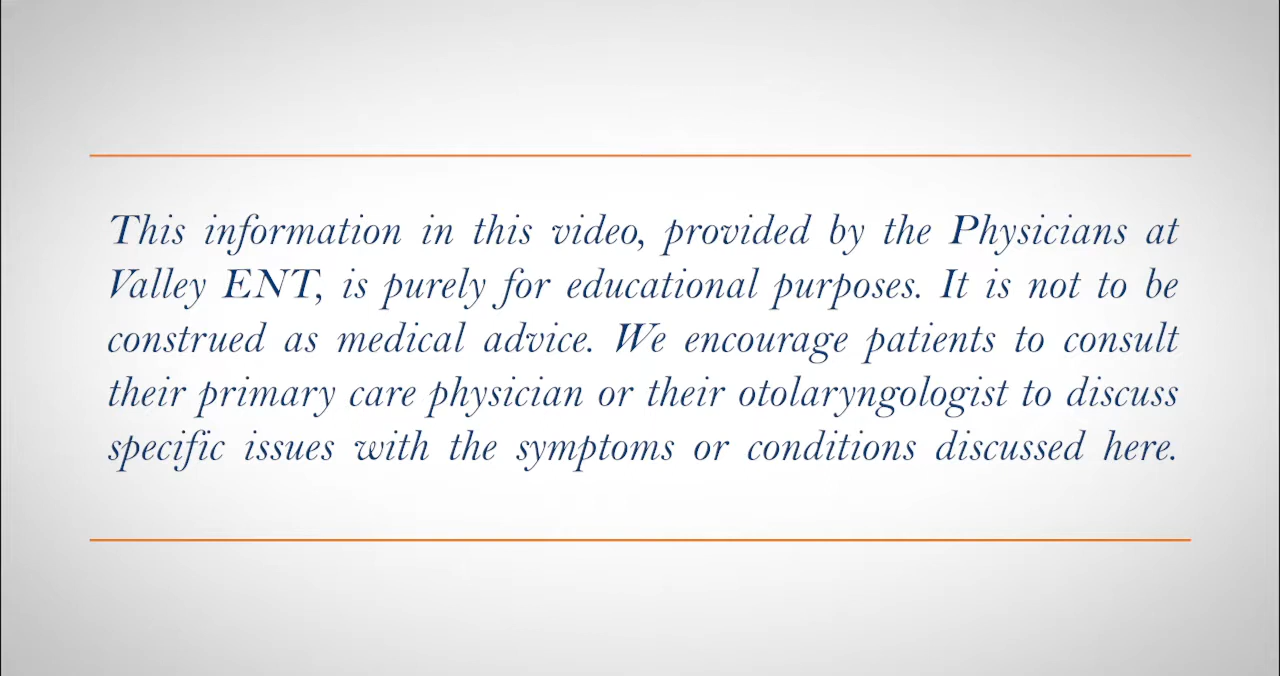 This information in this video, provided by the Physicians at
Valley ENT, is purely for educational purposes. It is not to be
construed as medical advice. We encourage patients to consult
their primary care physician or their otolaryngologist to discuss
specific issues with the symptoms or conditions discussed here.